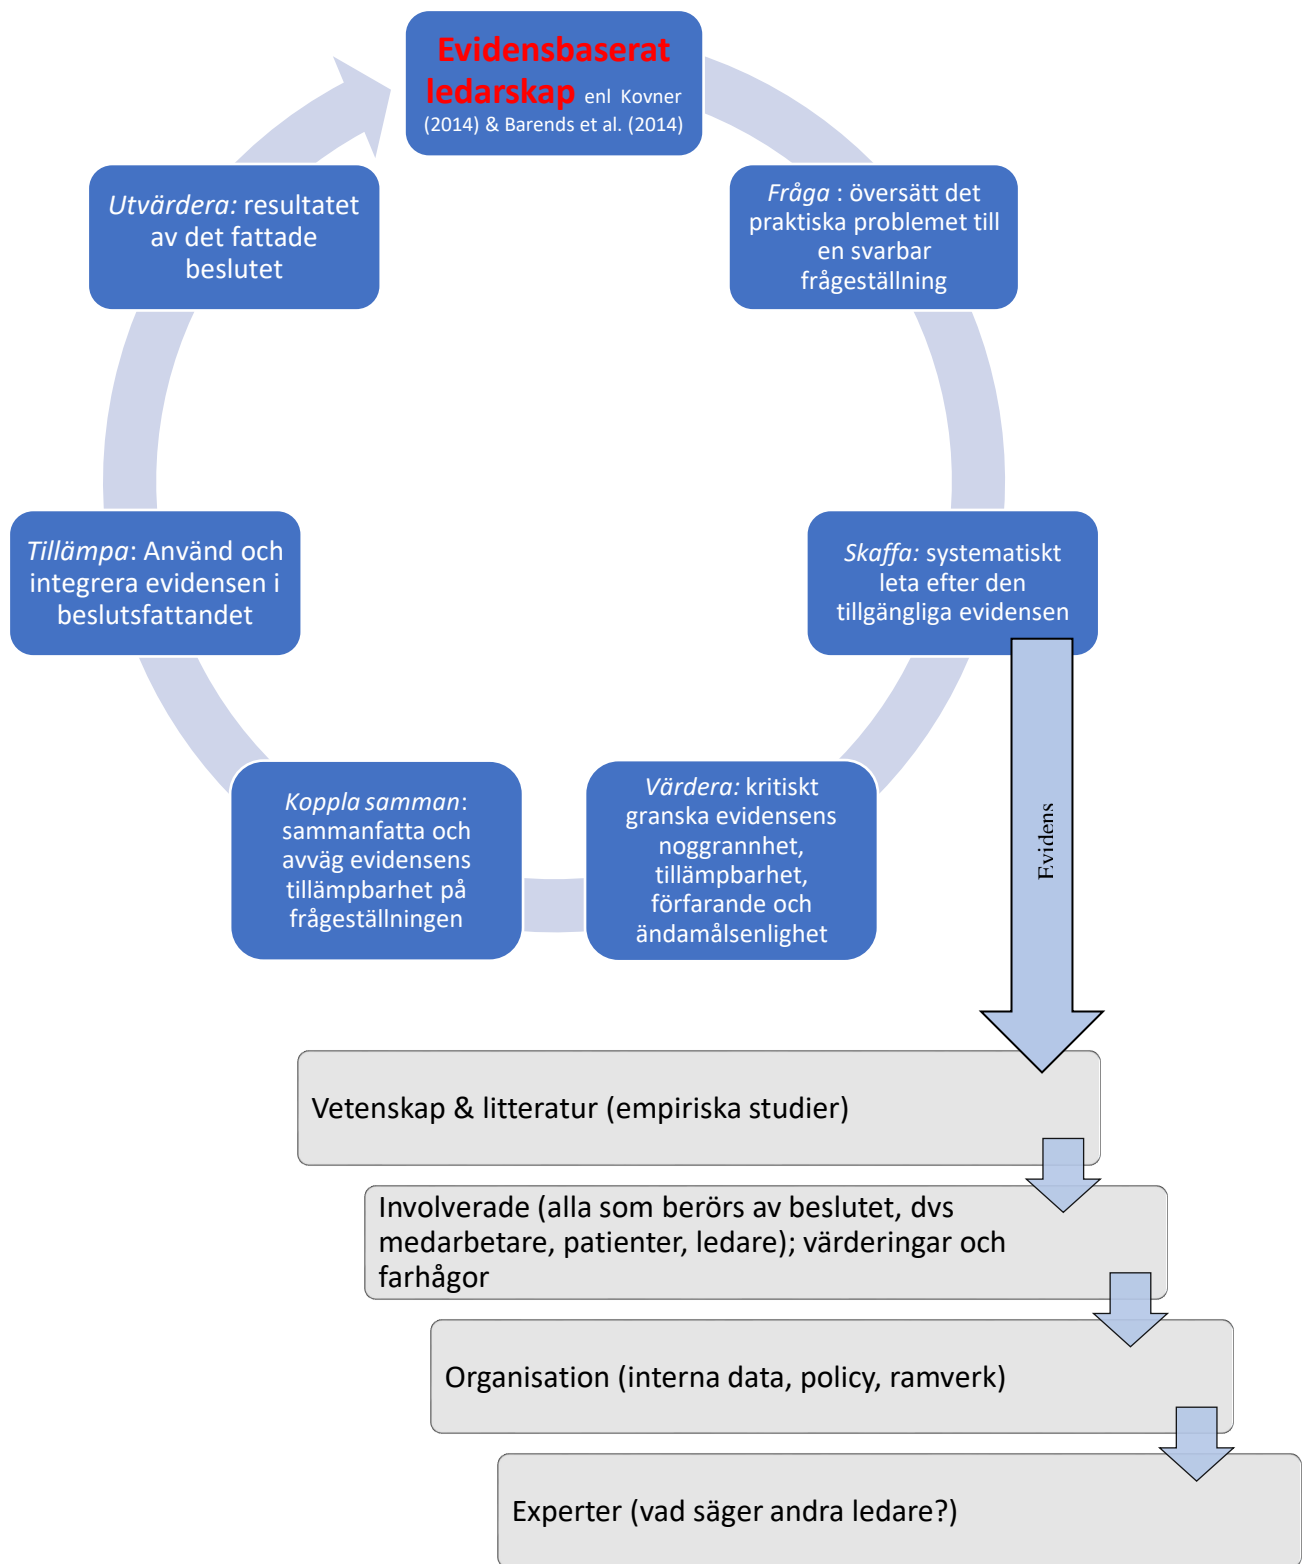 Evidensbaserat
ledarskap enl Kovner
(2014) & Barends et al. (2014)
Fråga : översätt det
praktiska problemet till
en svarbar
frågeställning
Skaffa: systematiskt
leta efter den
tillgängliga evidensen
Värdera: kritiskt
granska evidensens
noggrannhet,
tillämpbarhet,
förfarande och
ändamålsenlighet
Koppla samman:
sammanfatta och
avväg evidensens
tillämpbarhet på
frågeställningen
Tillämpa: Använd och
integrera evidensen i
beslutsfattandet
Utvärdera: resultatet
av det fattade
beslutet
Evidens
Vetenskap & litteratur (empiriska studier)
Involverade (alla som berörs av beslutet, dvs
medarbetare, patienter, ledare); värderingar och
farhågor
Organisation (interna data, policy, ramverk)
Experter (vad säger andra ledare?)